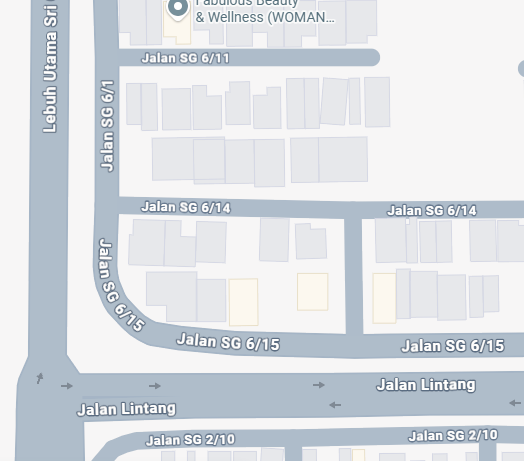 Fabulous Beauty
& Wellness (WOMAN...
Jalan SG 6/11
Lebuh Utama Sri
Jalan SG 6/1
Jalan SG 6/14
Jalan SG 6/14
Jalan SG 6/15
Jalan SG 6/15
Jalan SG 6/15
Jalan Lintang
Jalan Lintang
Jalan SG 2/10
Jalan SG 2/10